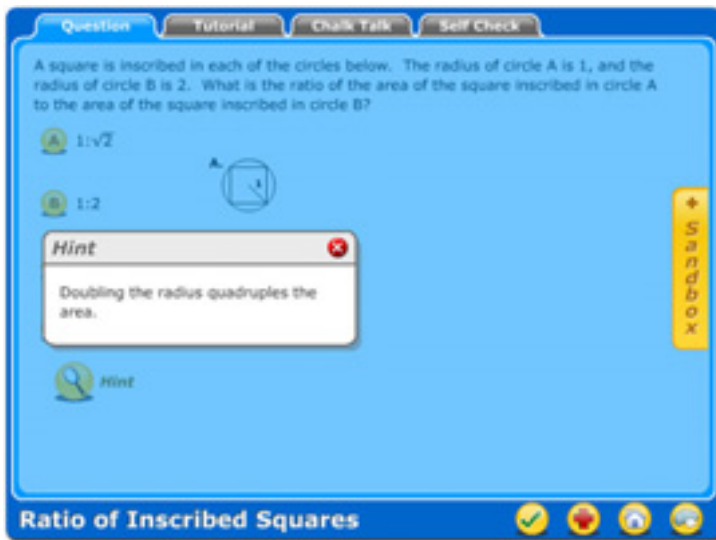 Question Tutorial Chalk Talk Self Check
A square is inscribed in each of the circles below. The radius of circle A is 1, and the
radius of circle B is 2. What is the ratio of the area of the square inscribed in circle A
to the area of the square inscribed in circle B?
A 1:√2
A.
1
B 1:2
Hint
Doubling the radius quadruples the
area.
Hint
+ Sandbox
Ratio of Inscribed Squares